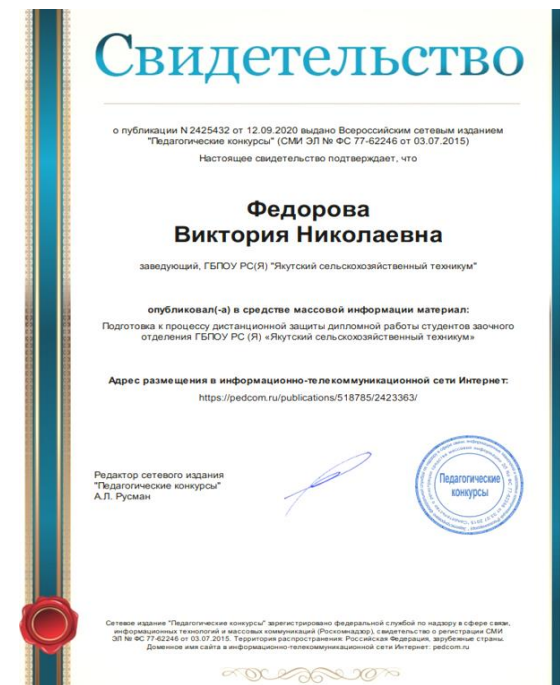 Свидетельство
о публикации N 2425432 от 12.09.2020 выдано Всероссийским сетевым изданием
"Педагогические конкурсы" (СМИ ЭЛ № ФС 77-62246 от 03.07.2015)
Настоящее свидетельство подтверждает, что
Федорова
Виктория Николаевна
заведующий, ГБПОУ РС(Я) "Якутский сельскохозяйственный техникум"
опубликовал(-а) в средстве массовой информации материал:
Подготовка к процессу дистанционной защиты дипломной работы студентов заочного
отделения ГБПОУ РС (Я) «Якутский сельскохозяйственный техникум»
Адрес размещения в информационно-телекоммуникационной сети Интернет:
https://pedcom.ru/publications/518785/2423363/
Редактор сетевого издания
"Педагогические конкурсы"
А.Л. Русман
Педагогические
конкурсы
Сетевое издание "Педагогические конкурсы" зарегистрировано федеральной службой по надзору в сфере связи,
информационных технологий и массовых коммуникаций (Роскомнадзор), свидетельство о регистрации СМИ
ЭЛ № ФС 77-62246 от 03.07.2015. Территория распространения: Российская Федерация, зарубежные страны.
Доменное имя сайта в информационно-телекоммуникационной сети Интернет: pedcom.ru